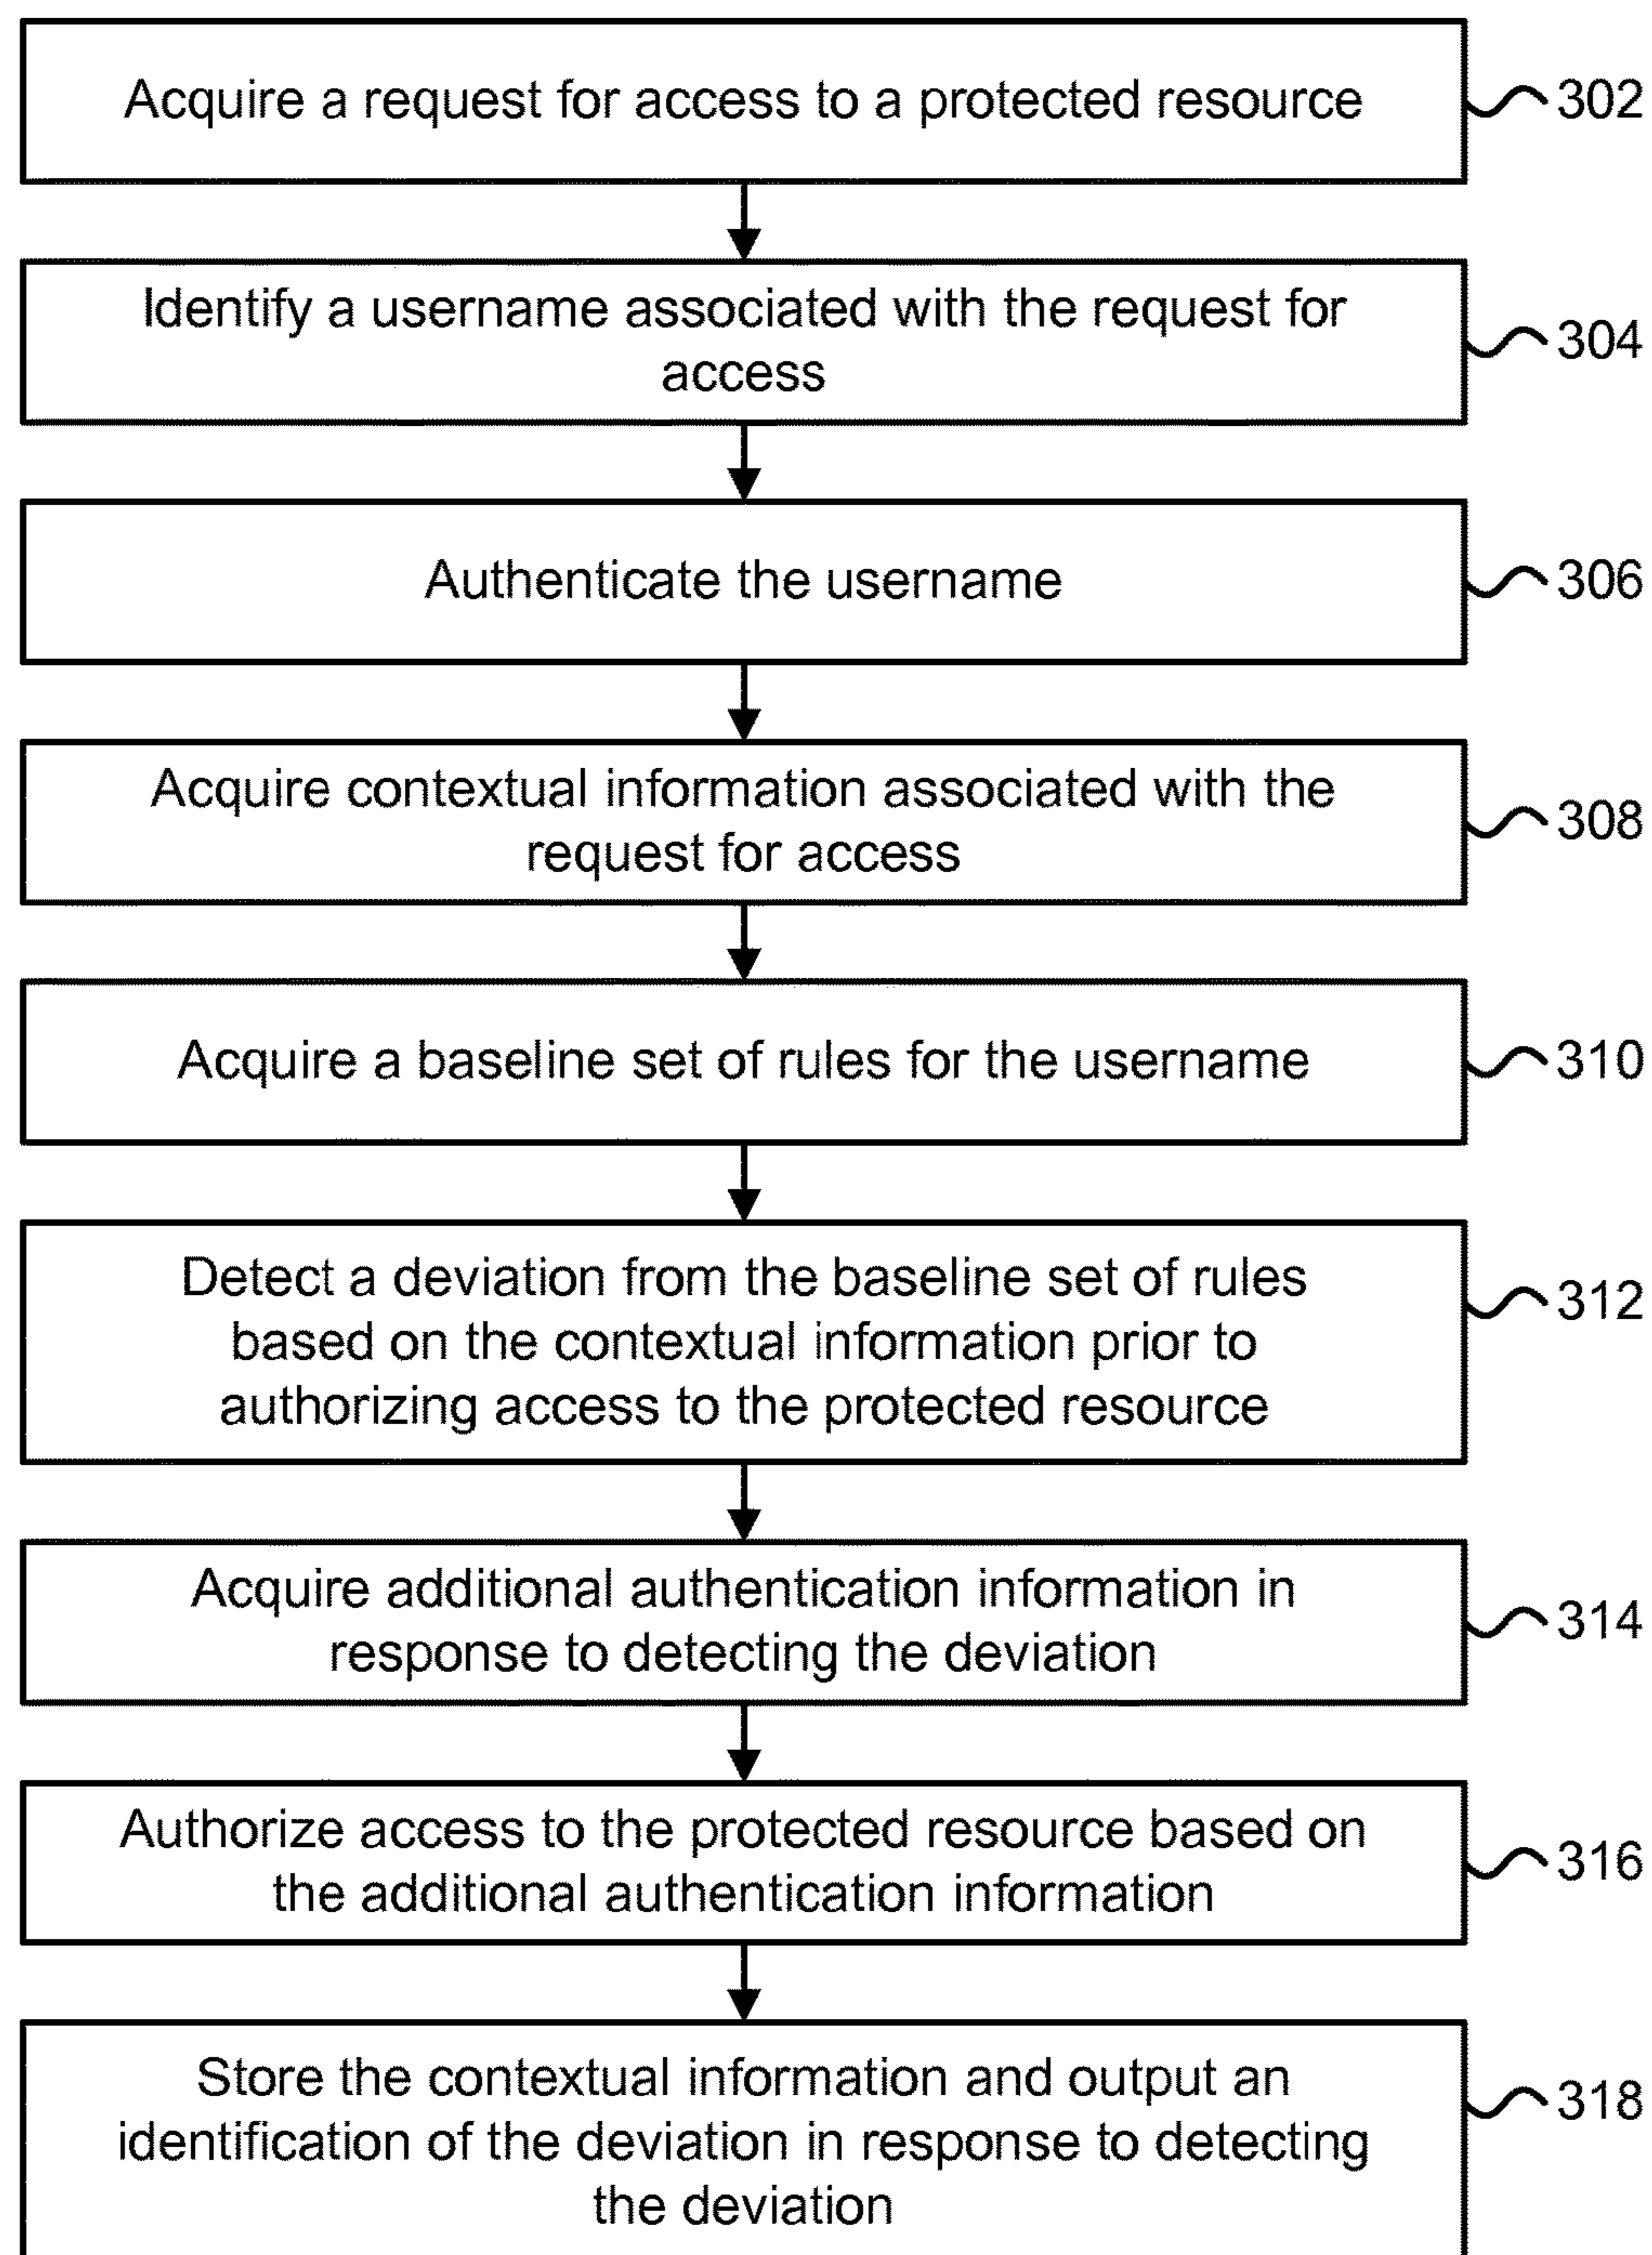 Acquire a request for access to a protected resource
302
Identify a username associated with the request for
access
304
Authenticate the username
306
Acquire contextual information associated with the
request for access
308
Acquire a baseline set of rules for the username
310
Detect a deviation from the baseline set of rules
based on the contextual information prior to
authorizing access to the protected resource
312
Acquire additional authentication information in
response to detecting the deviation
314
Authorize access to the protected resource based on
the additional authentication information
316
Store the contextual information and output an
identification of the deviation in response to detecting
the deviation
318